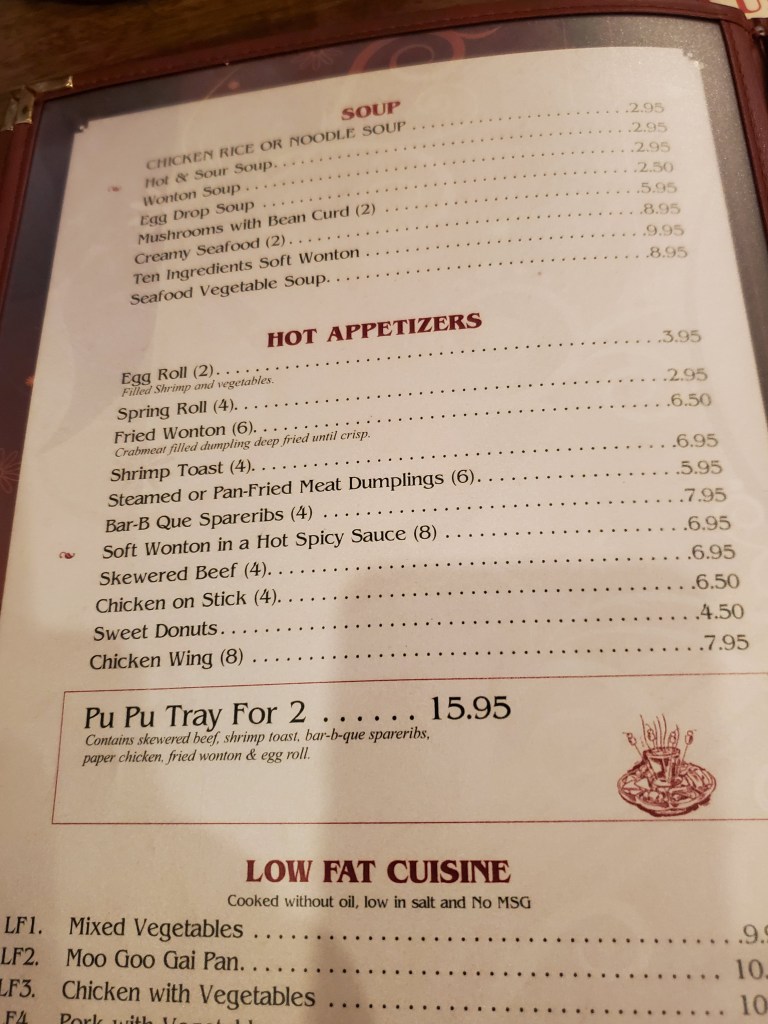 SOUP
CHICKEN RICE OR NOODLE SOUP . . . . . . . . . . . . . . . . . . . . . . . . . . .2.95
Hot & Sour Soup. . . . . . . . . . . . . . . . . . . . . . . . . . . . . . . . . . . . . . . . .2.95
Wonton Soup . . . . . . . . . . . . . . . . . . . . . . . . . . . . . . . . . . . . . . . . . . .2.95
Egg Drop Soup . . . . . . . . . . . . . . . . . . . . . . . . . . . . . . . . . . . . . . . . . .2.50
Mushrooms with Bean Curd (2) . . . . . . . . . . . . . . . . . . . . . . . . . . . . .5.95
Creamy Seafood (2). . . . . . . . . . . . . . . . . . . . . . . . . . . . . . . . . . . . . .8.95
Ten Ingredients Soft Wonton . . . . . . . . . . . . . . . . . . . . . . . . . . . . . . .9.95
Seafood Vegetable Soup. . . . . . . . . . . . . . . . . . . . . . . . . . . . . . . . . .8.95
HOT APPETIZERS
Egg Roll (2). . . . . . . . . . . . . . . . . . . . . . . . . . . . . . . . . . . . . . . . . . .3.95
Filled Shrimp and vegetables.
Spring Roll (4). . . . . . . . . . . . . . . . . . . . . . . . . . . . . . . . . . . . . . . . .2.95
Fried Wonton (6). . . . . . . . . . . . . . . . . . . . . . . . . . . . . . . . . . . . . . .6.50
Crabmeat filled dumpling deep fried until crisp.
Shrimp Toast (4). . . . . . . . . . . . . . . . . . . . . . . . . . . . . . . . . . . . . . .6.95
Steamed or Pan-Fried Meat Dumplings (6). . . . . . . . . . . . . . . . . . .5.95
Bar-B Que Spareribs (4) . . . . . . . . . . . . . . . . . . . . . . . . . . . . . . . . .7.95
Soft Wonton in a Hot Spicy Sauce (8) . . . . . . . . . . . . . . . . . . . . . .6.95
Skewered Beef (4). . . . . . . . . . . . . . . . . . . . . . . . . . . . . . . . . . . . . .6.95
Chicken on Stick (4). . . . . . . . . . . . . . . . . . . . . . . . . . . . . . . . . . . .6.50
Sweet Donuts. . . . . . . . . . . . . . . . . . . . . . . . . . . . . . . . . . . . . . . . . .4.50
Chicken Wing (8) . . . . . . . . . . . . . . . . . . . . . . . . . . . . . . . . . . . . . .7.95
Pu Pu Tray For 2 . . . . . . 15.95
Contains skewered beef, shrimp toast, bar-b-que spareribs,
paper chicken, fried wonton & egg roll.
LOW FAT CUISINE
Cooked without oil, low in salt and No MSG
LF1. Mixed Vegetables . . . . . . . . . . . . . . . . . . . . . . . . . . . . . . . . . .9.
LF2. Moo Goo Gai Pan. . . . . . . . . . . . . . . . . . . . . . . . . . . . . . . . . 10.
LF3. Chicken with Vegetables . . . . . . . . . . . . . . . . . . . . . . . . . . . . 10
F4. Pork with